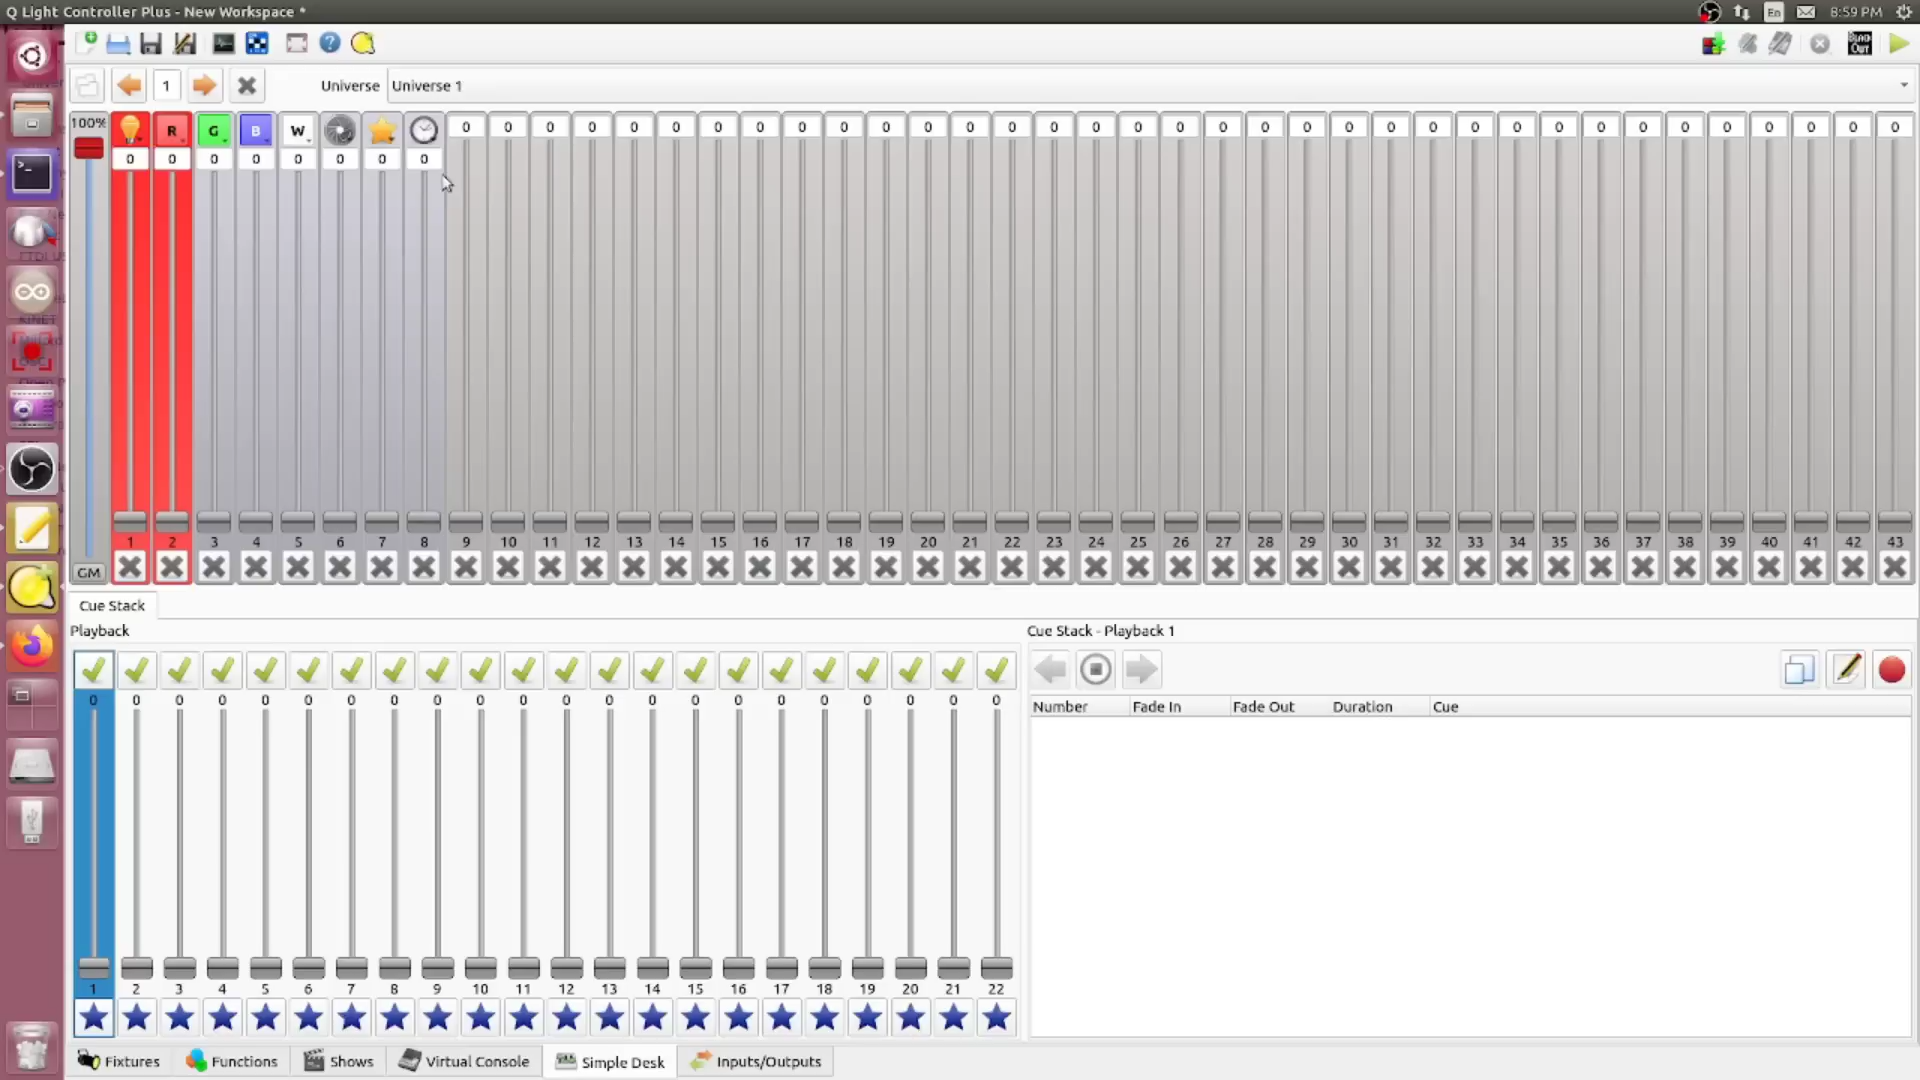 Q Light Controller Plus - New Workspace *
En
8:59 PM
BLACK OUT
1
Universe
Universe 1
100%
R G B W
0 0 0 0 0 0 0 0 0 0 0 0 0 0 0 0 0 0 0 0 0 0 0 0 0 0 0 0 0 0 0 0 0 0 0 0 0 0 0 0 0 0 0
1 2 3 4 5 6 7 8 9 10 11 12 13 14 15 16 17 18 19 20 21 22 23 24 25 26 27 28 29 30 31 32 33 34 35 36 37 38 39 40 41 42 43
GM
Cue Stack
Playback
Cue Stack - Playback 1
0 0 0 0 0 0 0 0 0 0 0 0 0 0 0 0 0 0 0 0 0 0
Number Fade In Fade Out Duration Cue
1 2 3 4 5 6 7 8 9 10 11 12 13 14 15 16 17 18 19 20 21 22
Fixtures Functions Shows Virtual Console Simple Desk Inputs/Outputs